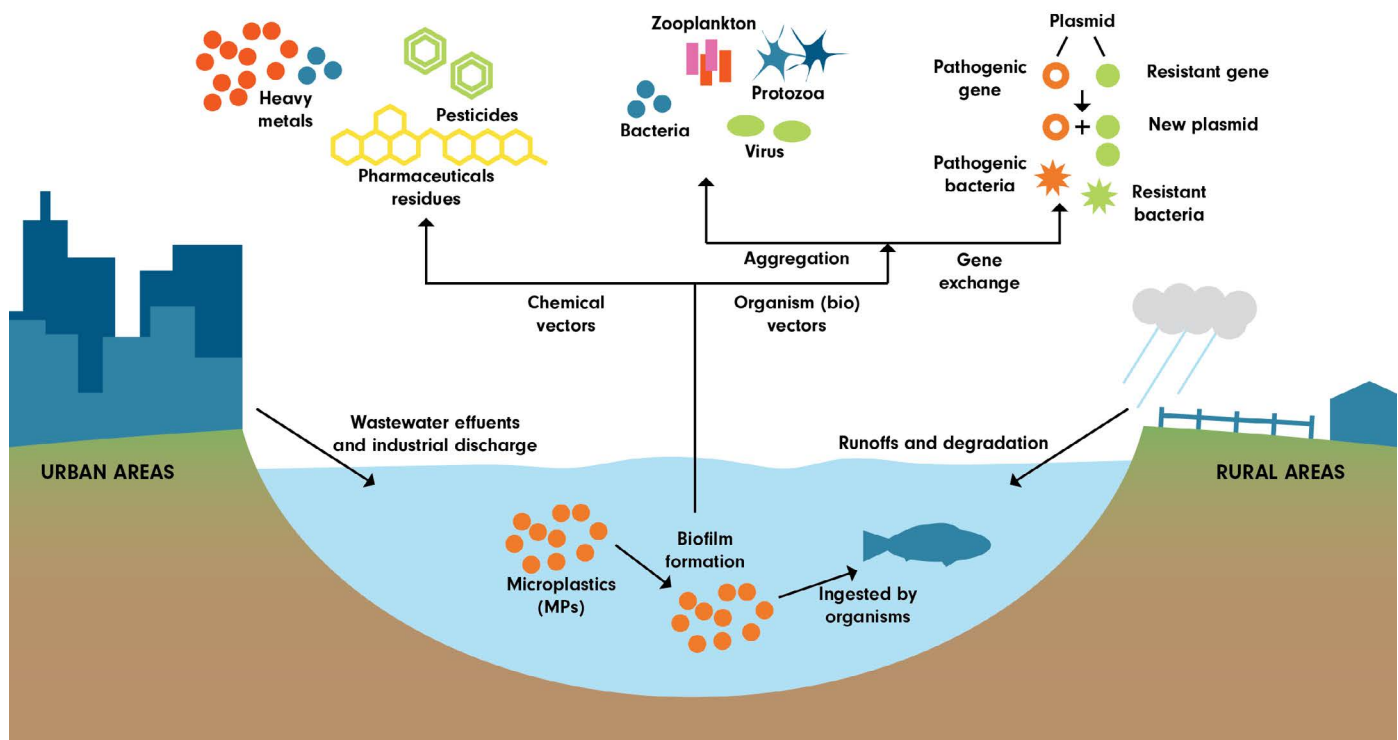 Heavy
metals
Pesticides
Pharmaceuticals
residues
Zooplankton
Bacteria
Protozoa
Virus
Plasmid
Pathogenic
gene
Resistant gene
New plasmid
Pathogenic
bacteria
Resistant
bacteria
Aggregation
Gene
exchange
Chemical
vectors
Organism (bio)
vectors
Wastewater effuents
and industrial discharge
Runoffs and degradation
URBAN AREAS
RURAL AREAS
Microplastics
(MPs)
Biofilm
formation
Ingested by
organisms